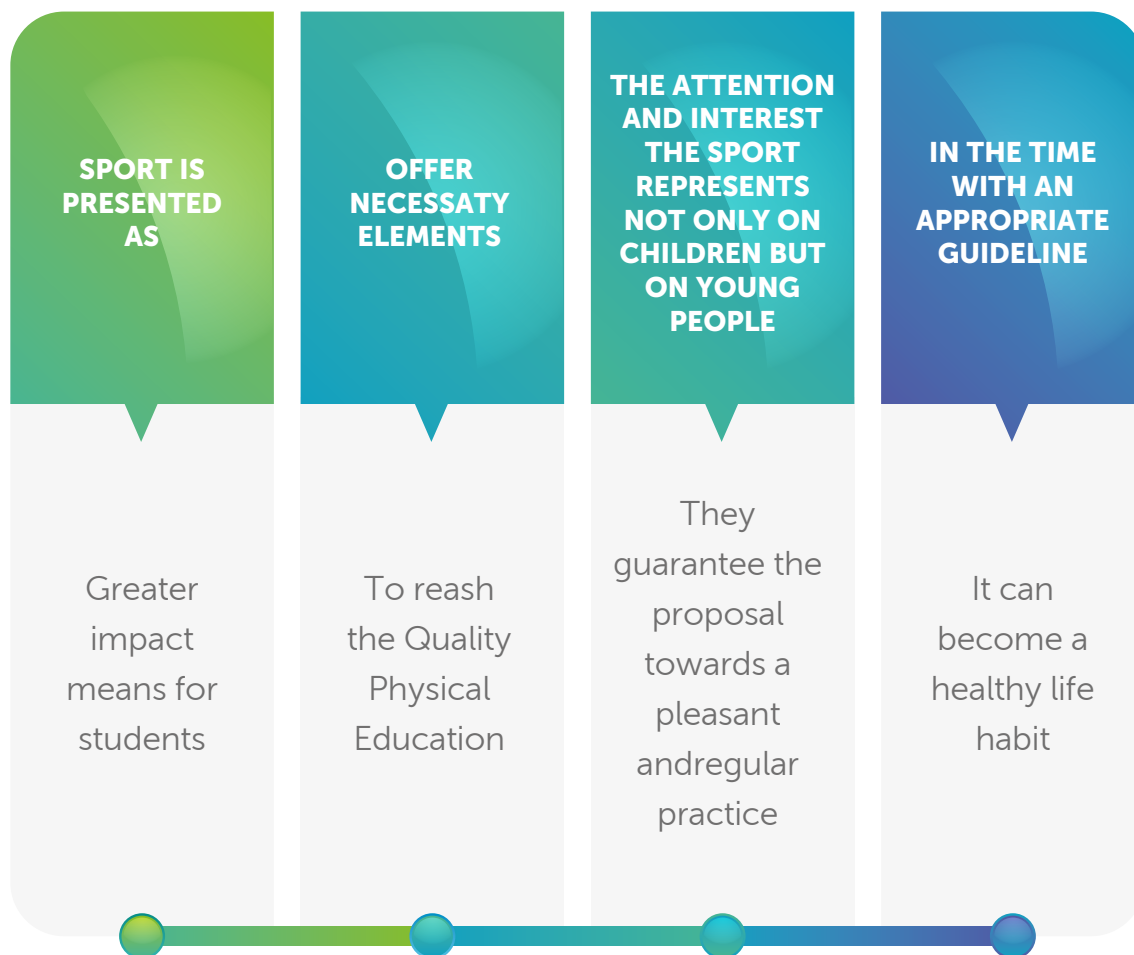 SPORT IS
PRESENTED
AS
Greater
impact
means for
students
OFFER
NECESSATY
ELEMENTS
To reash
the Quality
Physical
Education
THE ATTENTION
AND INTEREST
THE SPORT
REPRESENTS
NOT ONLY ON
CHILDREN BUT
ON YOUNG
PEOPLE
They
guarantee the
proposal
towards a
pleasant
andregular
practice
IN THE TIME
WITH AN
APPROPRIATE
GUIDELINE
It can
become a
healthy life
habit